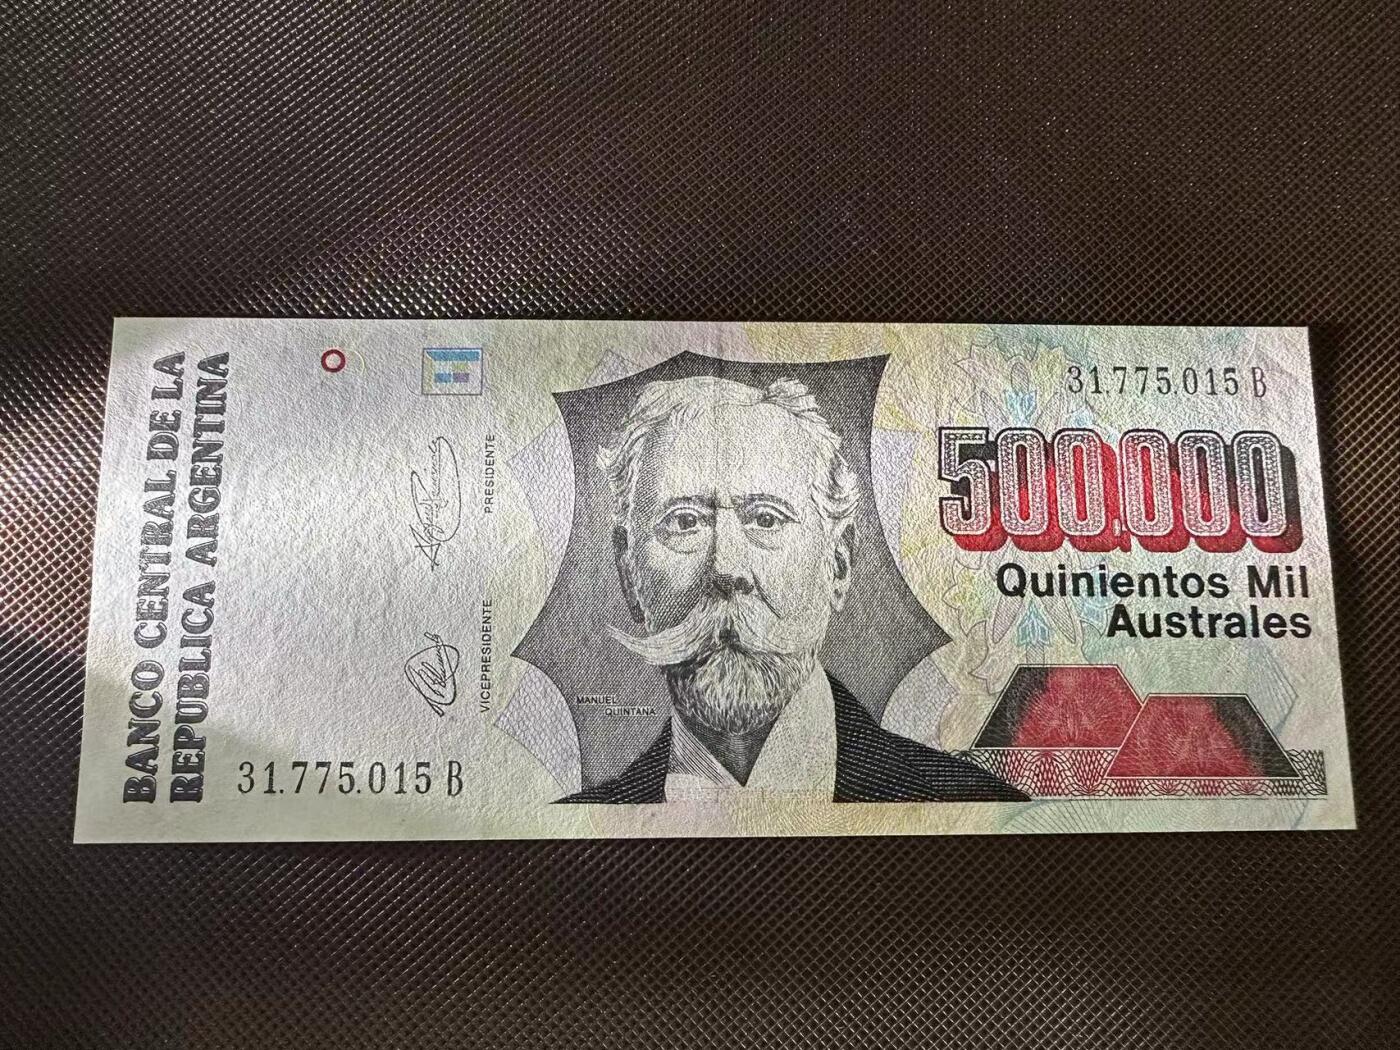 BANCO CENTRAL DE LA
REPUBLICA ARGENTINA
PRESIDENTE
VICEPRESIDENTE
31.775.015 B
MANUEL
QUINTANA
31.775.015 B
500,000
Quinientos Mil
Australes